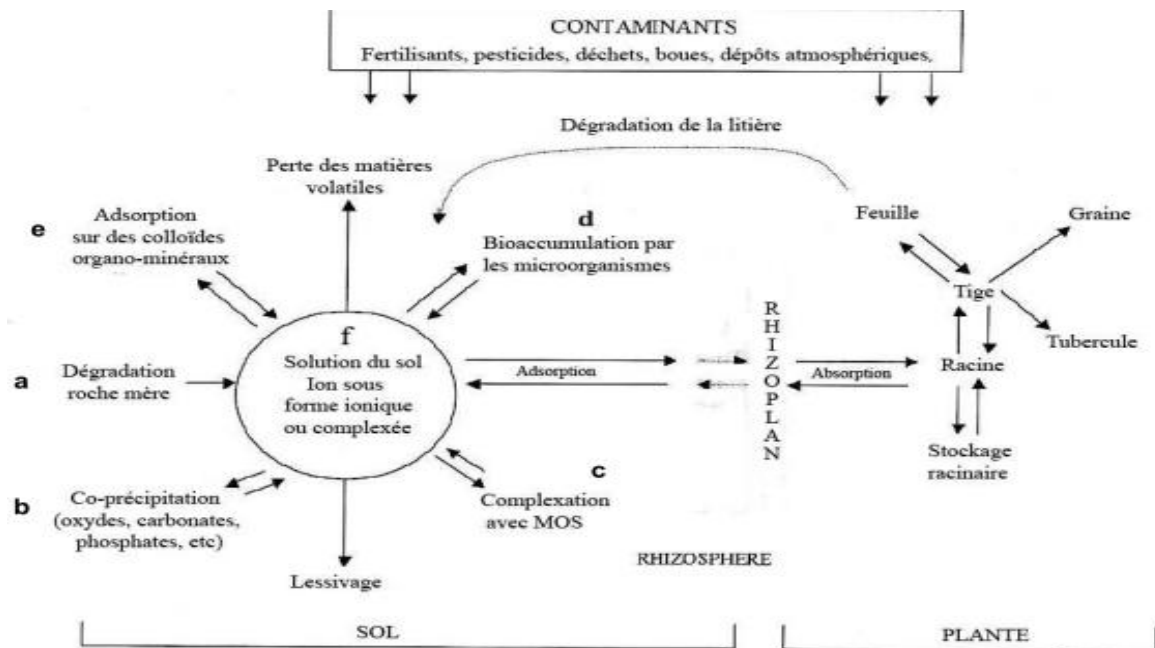 CONTAMINANTS
Fertilisants, pesticides, déchets, boues, dépôts atmosphériques,
Dégradation de la litière
Perte des matières
volatiles
e
Adsorption
sur des colloïdes
organo-minéraux
d
Bioaccumulation par
les microorganismes
Feuille
Graine
Tige
Tubercule
a
Dégradation
roche mère
f
Solution du sol
Ion sous
forme ionique
ou complexée
Adsorption
RHIZOPLAN
Absorption
Racine
Stockage
racinaire
b
Co-précipitation
(oxydes, carbonates,
phosphates, etc)
c
Complexation
avec MOS
Lessivage
RHIZOSPHERE
SOL
PLANTE